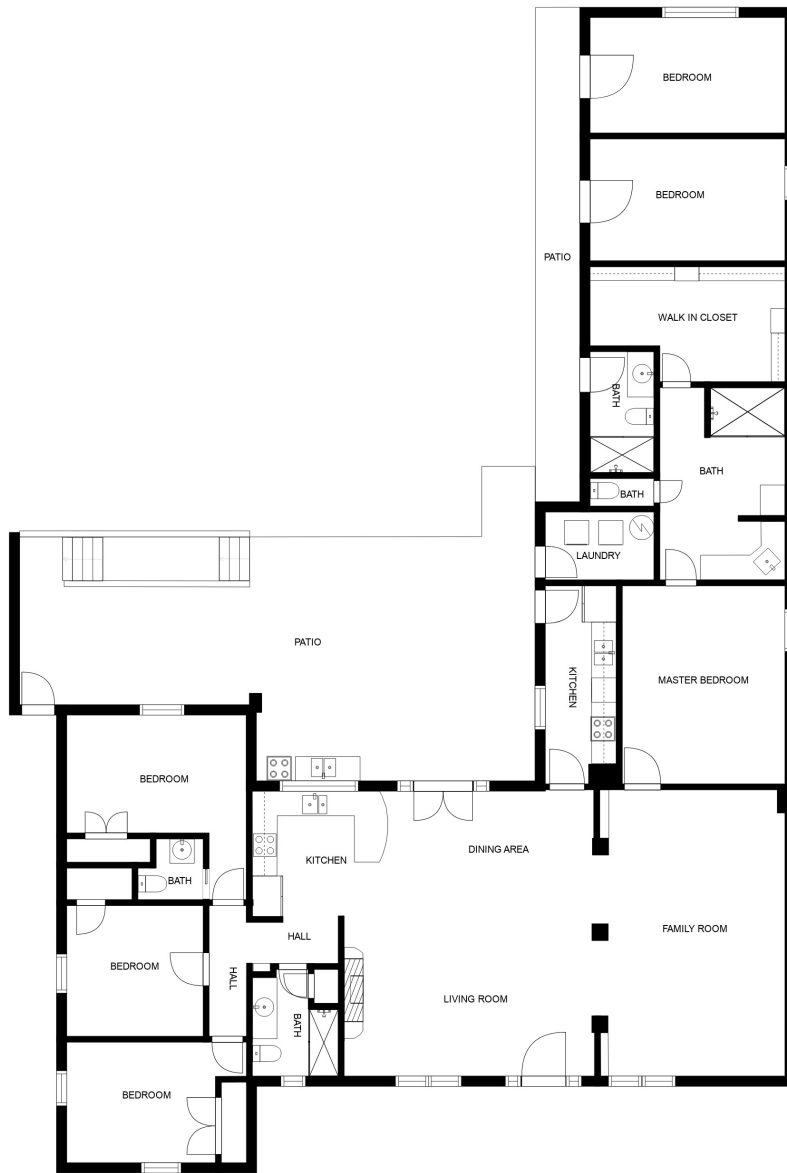 BEDROOM
BEDROOM
PATIO
WALK IN CLOSET
BATH
BATH
BATH
LAUNDRY
PATIO
KITCHEN
MASTER BEDROOM
BEDROOM
DINING AREA
KITCHEN
BATH
FAMILY ROOM
HALL
BEDROOM
HALL
LIVING ROOM
BATH
BEDROOM